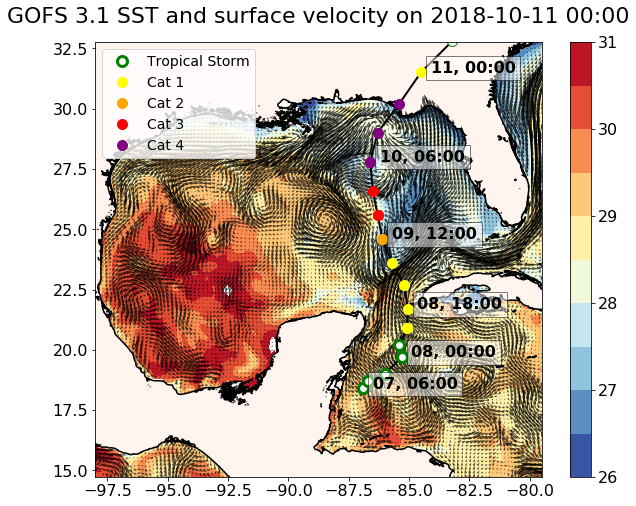 GOFS 3.1 SST and surface velocity on 2018-10-11 00:00
32.5
30.0
27.5
25.0
22.5
20.0
17.5
15.0
Tropical Storm
Cat 1
Cat 2
Cat 3
Cat 4
11, 00:00
10, 06:00
09, 12:00
08, 18:00
08, 00:00
07, 06:00
−97.5 −95.0 −92.5 −90.0 −87.5 −85.0 −82.5 −80.0
31
30
29
28
27
26